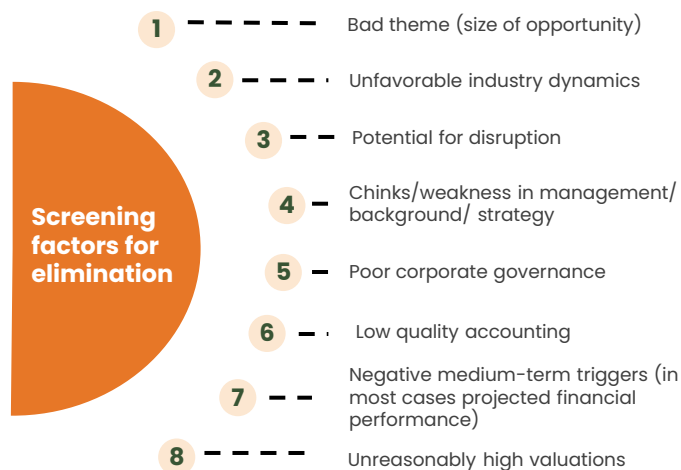 Screening
factors for
elimination
1
Bad theme (size of opportunity)
2
Unfavorable industry dynamics
3
Potential for disruption
4
Chinks/weakness in management/
background/ strategy
5
Poor corporate governance
6
Low quality accounting
7
Negative medium-term triggers (in
most cases projected financial
performance)
8
Unreasonably high valuations